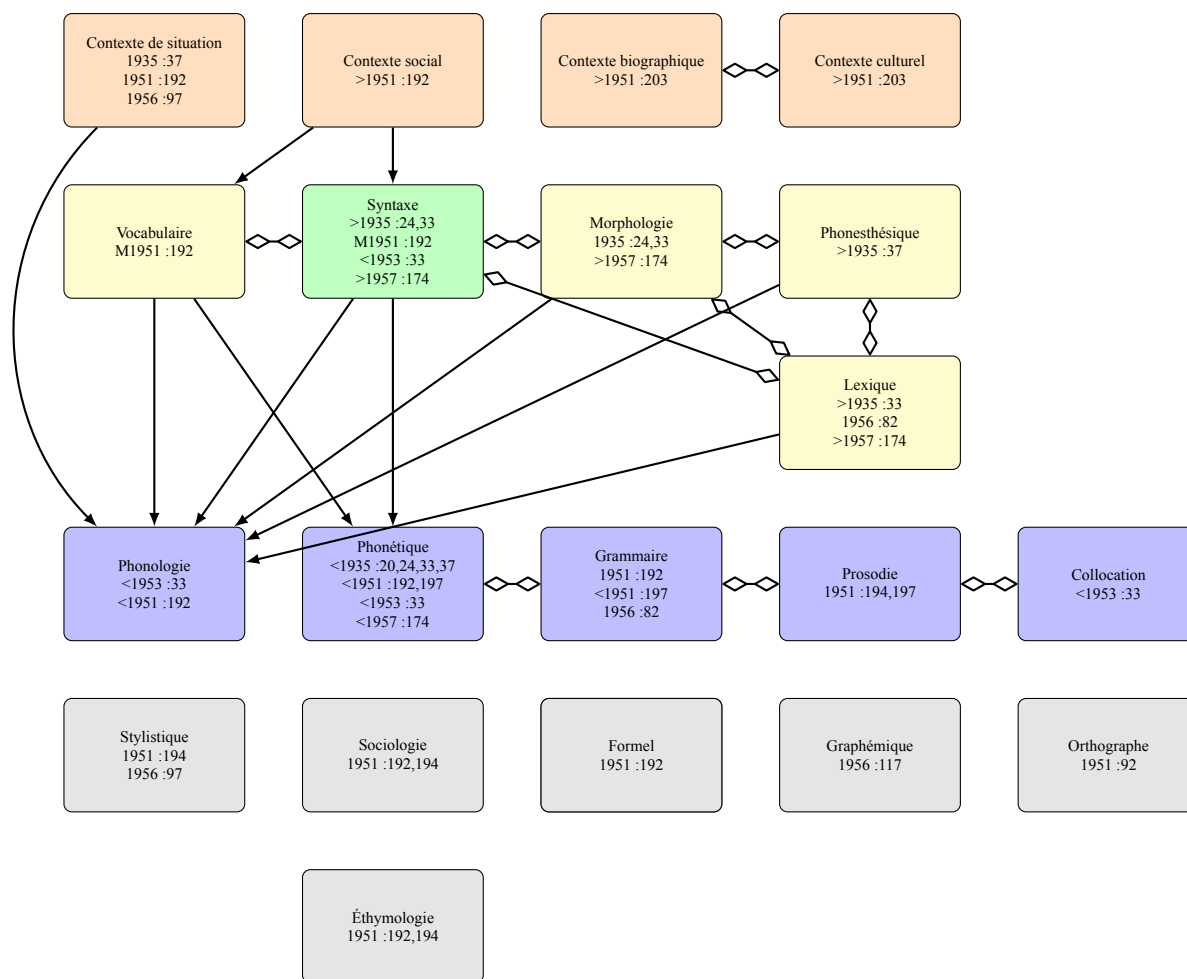 Contexte de situation
1935 :37
1951 :192
1956 :97
Contexte social
>1951 :192
Contexte biographique
>1951 :203
Contexte culturel
>1951 :203
Vocabulaire
M1951 :192
Syntaxe
>1935 :24,33
M1951 :192
<1953 :33
>1957 :174
Morphologie
1935 :24,33
>1957 :174
Phonesthésique
>1935 :37
Lexique
>1935 :33
1956 :82
>1957 :174
Phonologie
<1953 :33
<1951 :192
Phonétique
<1935 :20,24,33,37
<1951 :192,197
<1953 :33
<1957 :174
Grammaire
1951 :192
<1951 :197
1956 :82
Prosodie
1951 :194,197
Collocation
<1953 :33
Stylistique
1951 :194
1956 :97
Sociologie
1951 :192,194
Formel
1951 :192
Graphémique
1956 :117
Orthographe
1951 :92
Éthymologie
1951 :192,194